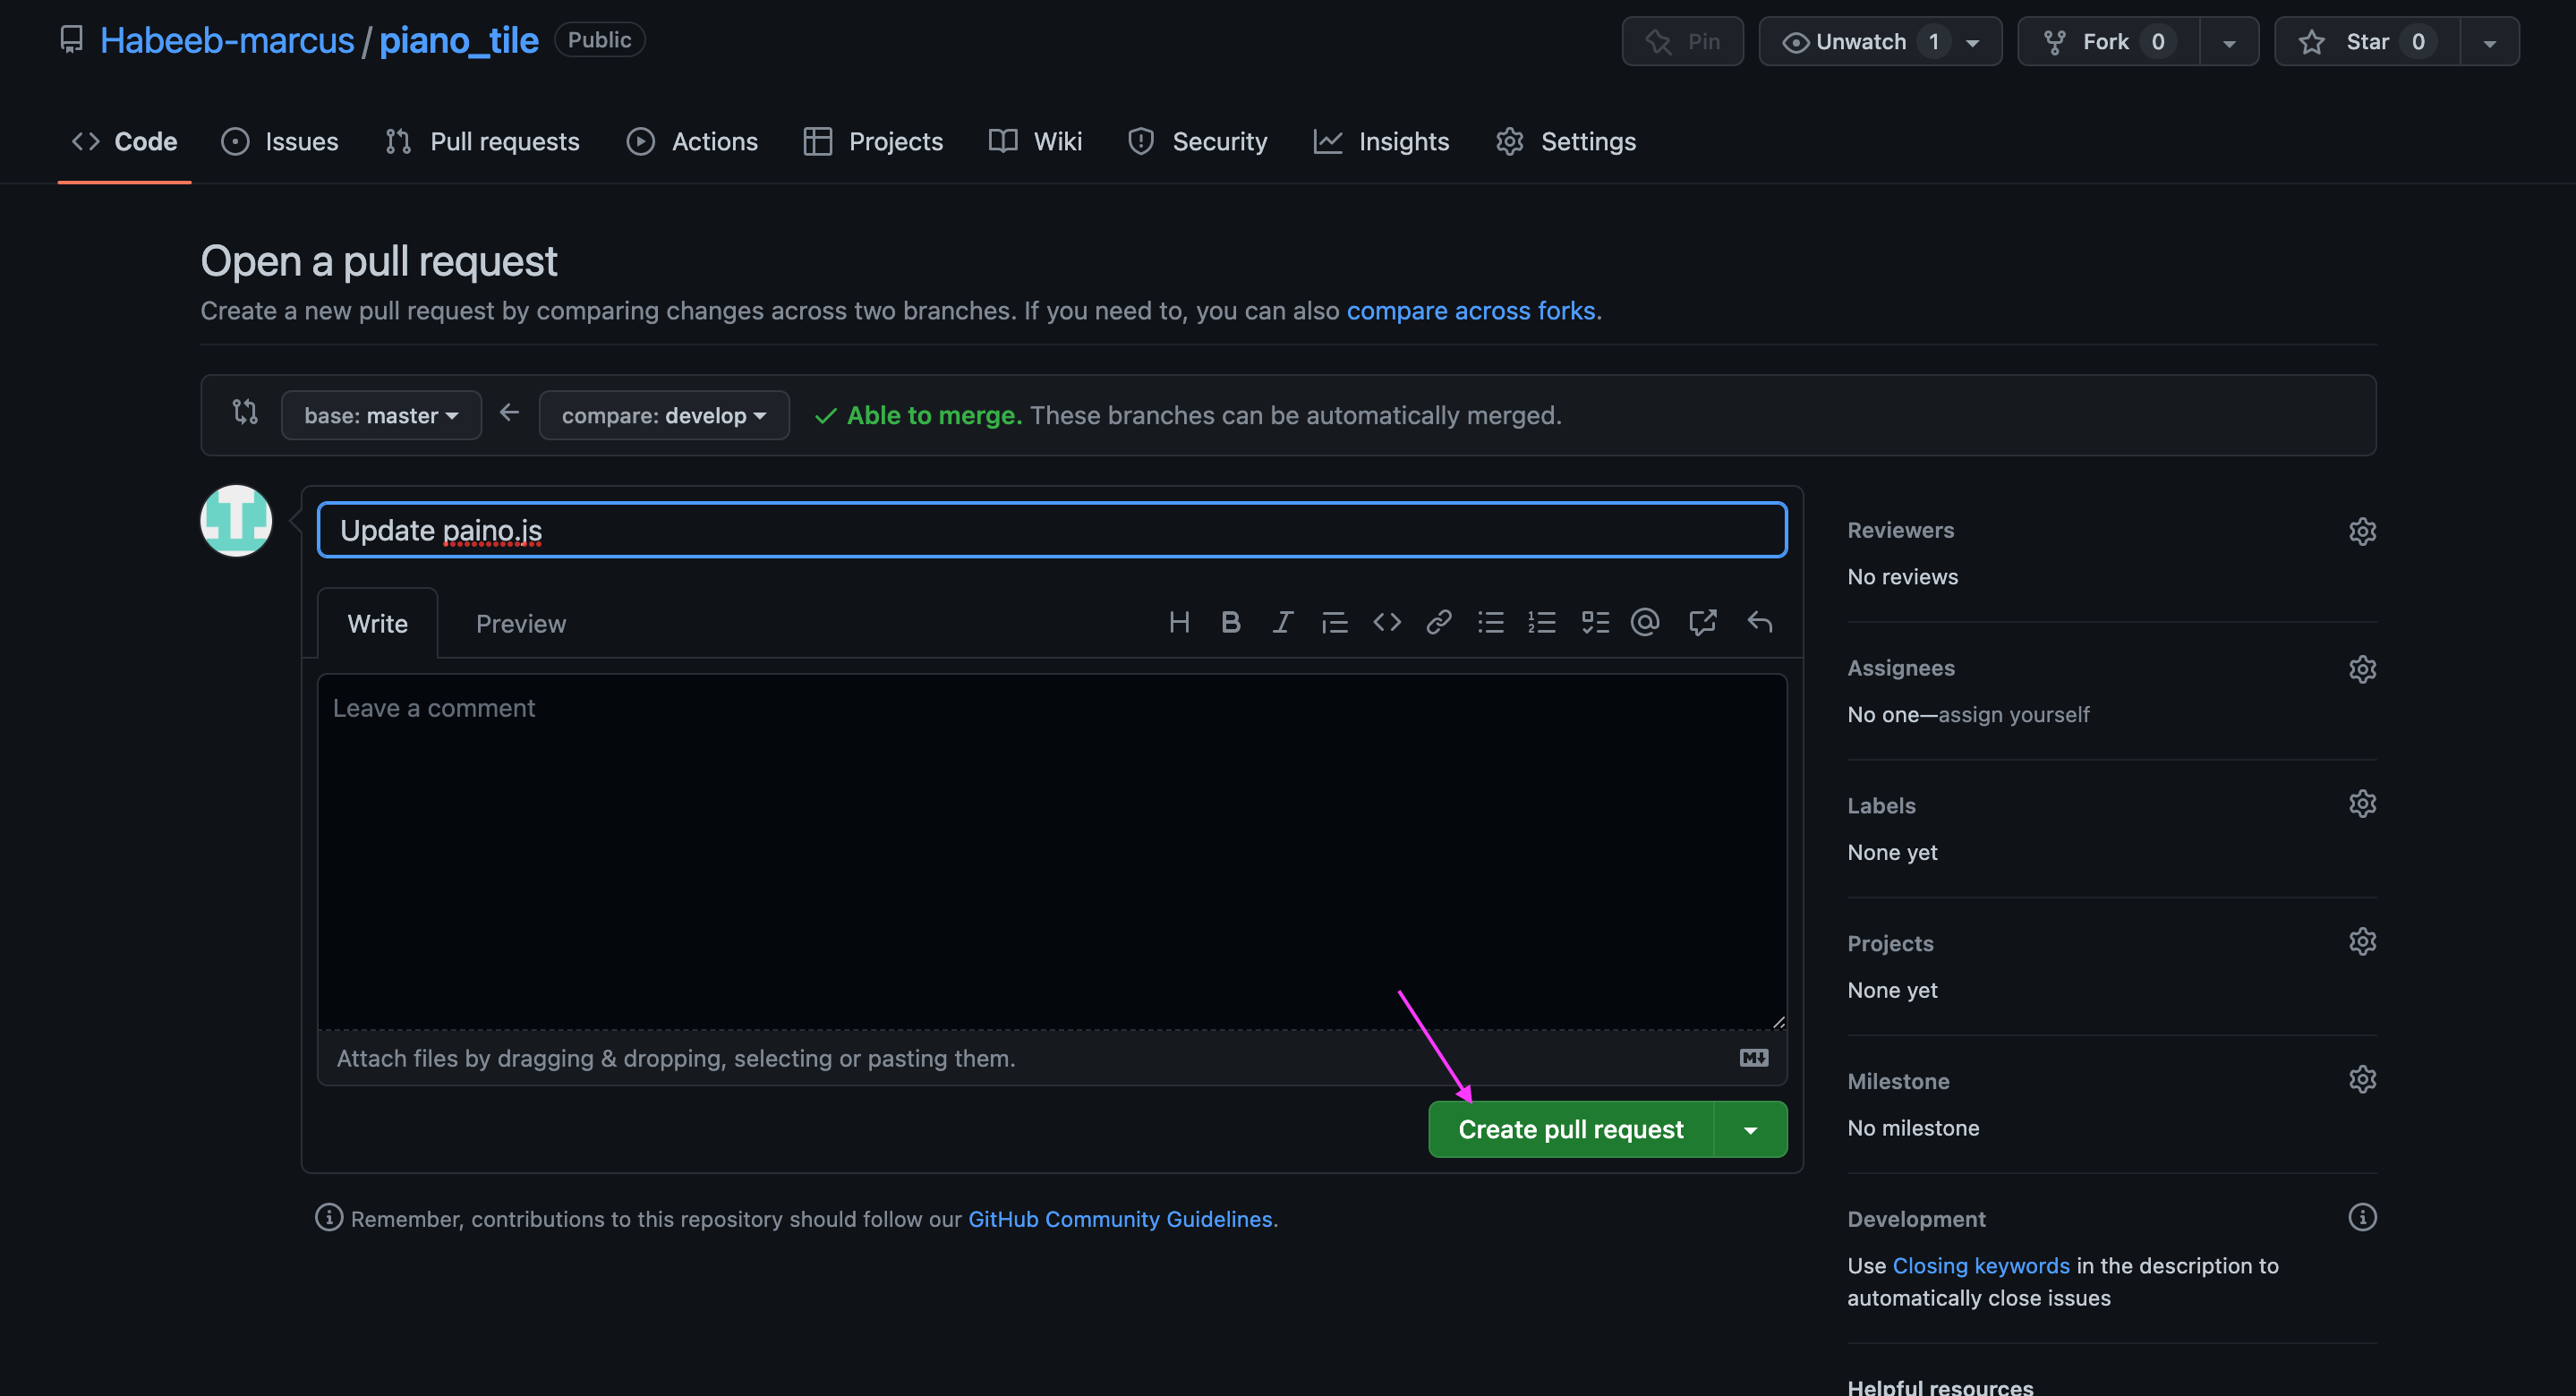 Habeeb-marcus / piano_tile Public Pin Unwatch 1 Fork 0 Star 0
Code Issues Pull requests Actions Projects Wiki Security Insights Settings
Open a pull request
Create a new pull request by comparing changes across two branches. If you need to, you can also compare across forks.
base: master compare: develop Able to merge. These branches can be automatically merged.
Update paino.js
Write Preview
Leave a comment
Attach files by dragging & dropping, selecting or pasting them.
Create pull request
Remember, contributions to this repository should follow our GitHub Community Guidelines.
Reviewers
No reviews
Assignees
No one—assign yourself
Labels
None yet
Projects
None yet
Milestone
No milestone
Development
Use Closing keywords in the description to
automatically close issues
Helpful resources